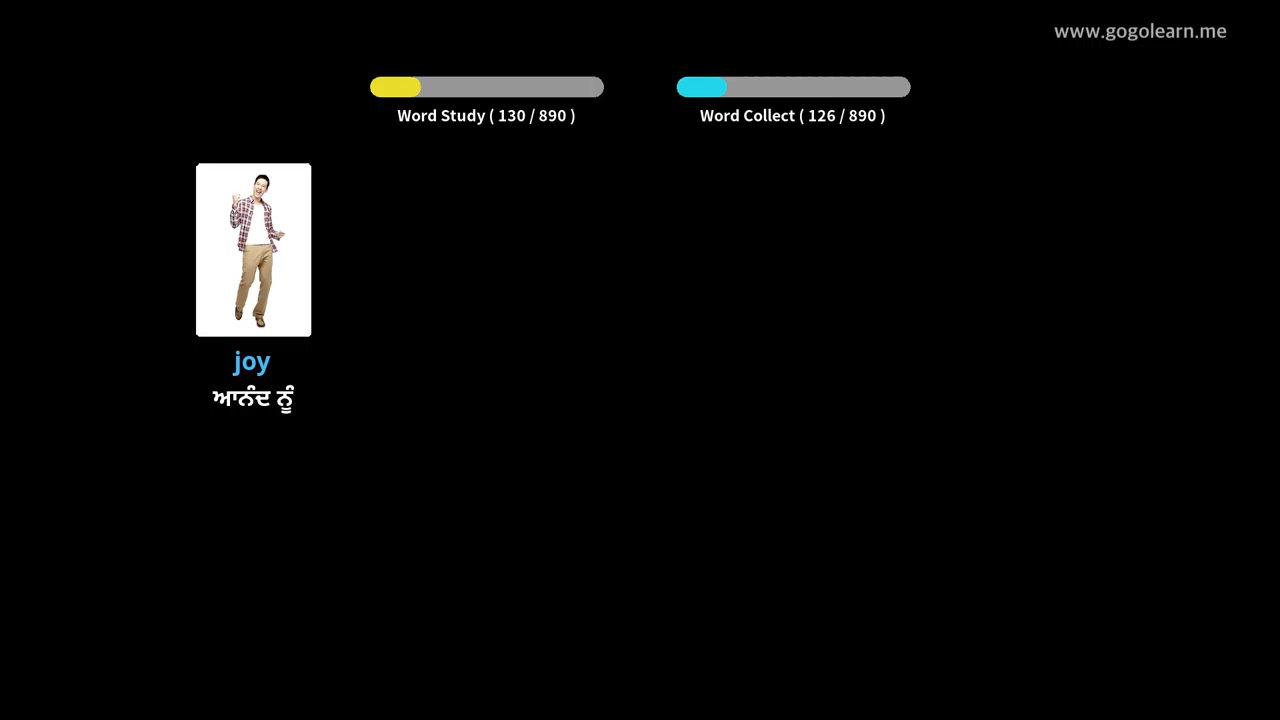 www.gogolearn.me
Word Study ( 130 / 890 )
Word Collect ( 126 / 890 )
joy
ਆਨੰਦ ਨੂੰ